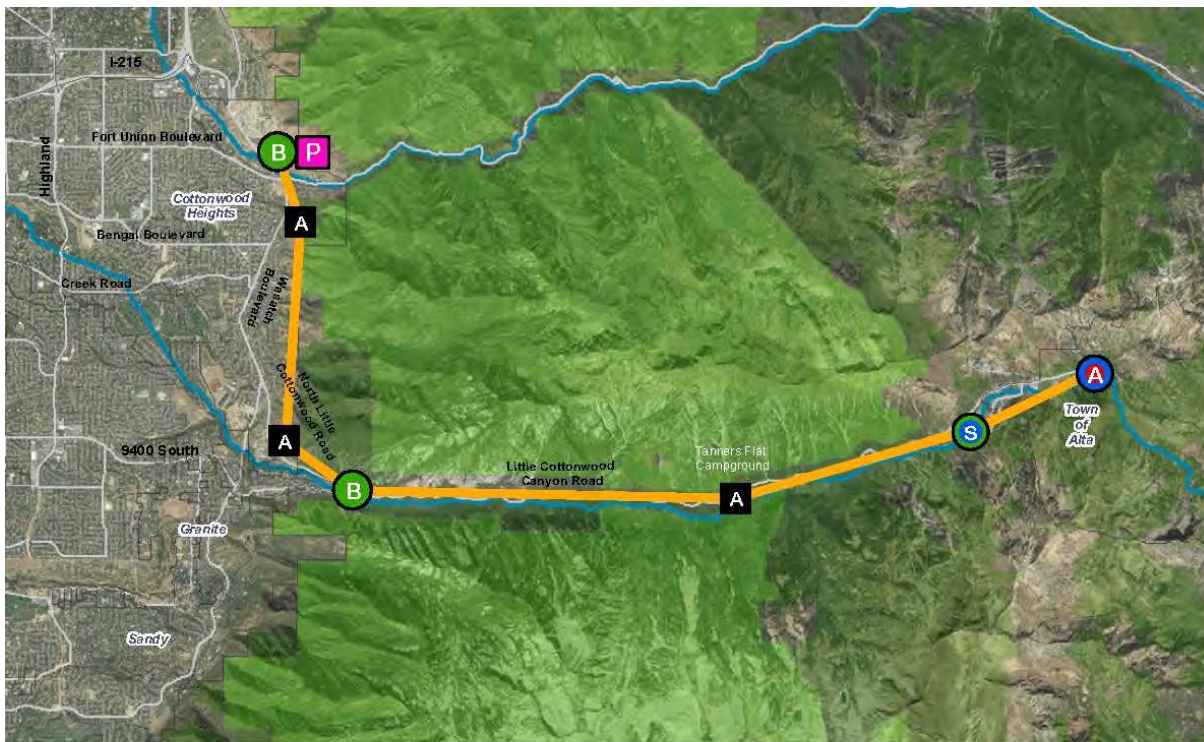 I-215
Fort Union Boulevard
B P
Highland
Cottonwood
Heights
A
Bengal Boulevard
Creek Road
Wasatch
Boulevard
A
Town
of
Alta
North Little
Cottonwood Road
S
A
9400 South
Tanners Flat
Campground
Little Cottonwood
Canyon Road
B
A
Granite
Sandy